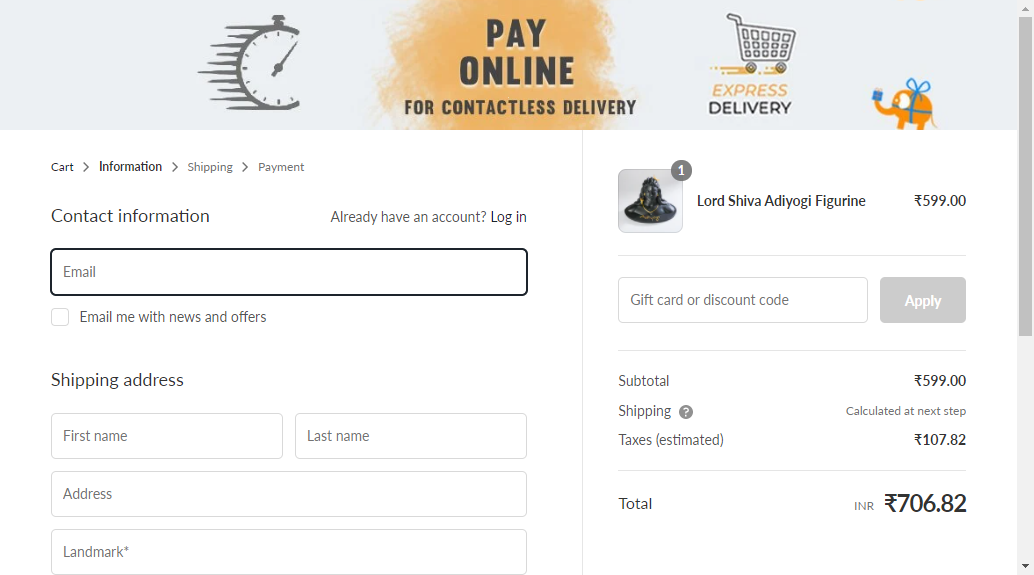 PAY
ONLINE
FOR CONTACTLESS DELIVERY
EXPRESS
DELIVERY
Cart > Information > Shipping > Payment
Contact information
Already have an account? Log in
Email
Email me with news and offers
Shipping address
First name
Last name
Address
Landmark*
1
Lord Shiva Adiyogi Figurine ₹599.00
Gift card or discount code
Apply
Subtotal ₹599.00
Shipping ? Calculated at next step
Taxes (estimated) ₹107.82
Total INR ₹706.82